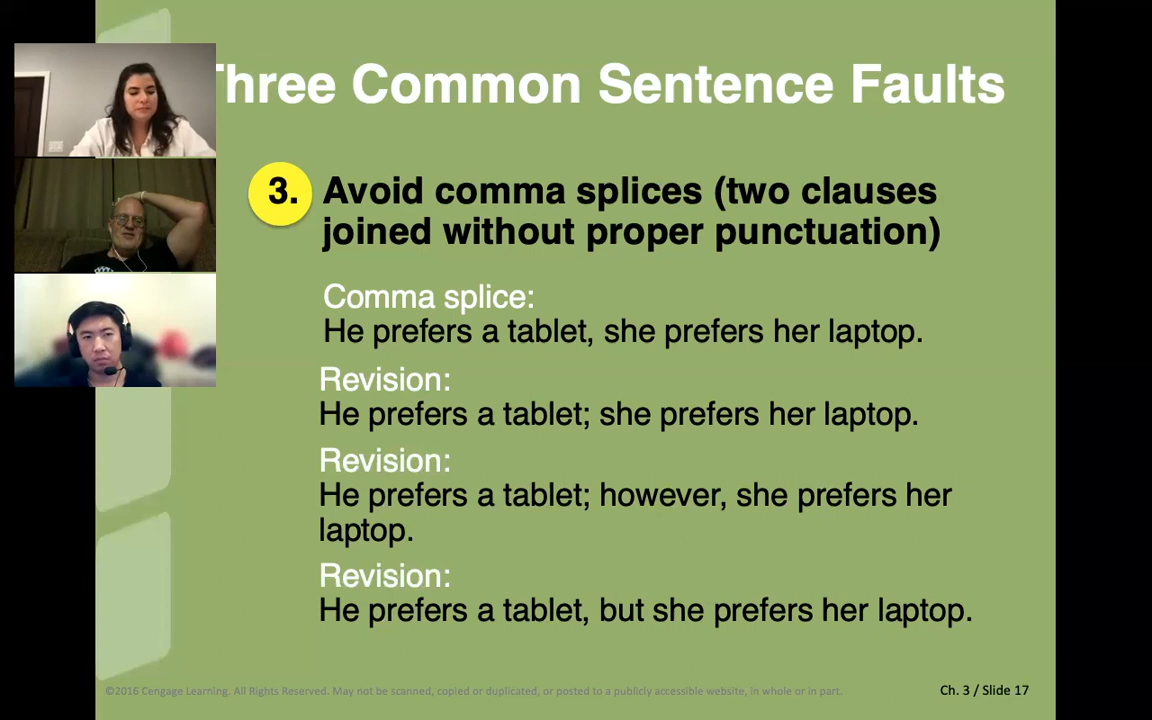 Three Common Sentence Faults
3. Avoid comma splices (two clauses
joined without proper punctuation)
Comma splice:
He prefers a tablet, she prefers her laptop.
Revision:
He prefers a tablet; she prefers her laptop.
Revision:
He prefers a tablet; however, she prefers her
laptop.
Revision:
He prefers a tablet, but she prefers her laptop.
©2016 Cengage Learning. All Rights Reserved. May not be scanned, copied or duplicated, or posted to a publicly accessible website, in whole or in part.
Ch. 3 / Slide 17